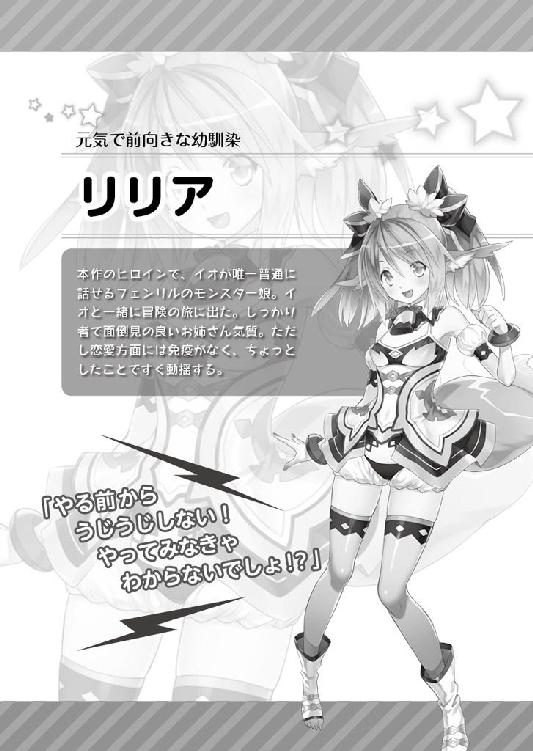 元気で前向きな幼馴染
リリア
本作のヒロインで、イオが唯一普通に
話せるフェンリルのモンスター娘。イ
オと一緒に冒険の旅に出た。しっかり
者で面倒見の良いお姉さん気質。ただ
し恋愛方面には免疫がなく、ちょっと
したことですぐ動揺する。
「やる前から
うじうじしない!
やってみなきゃ
わからないでしょ!?」